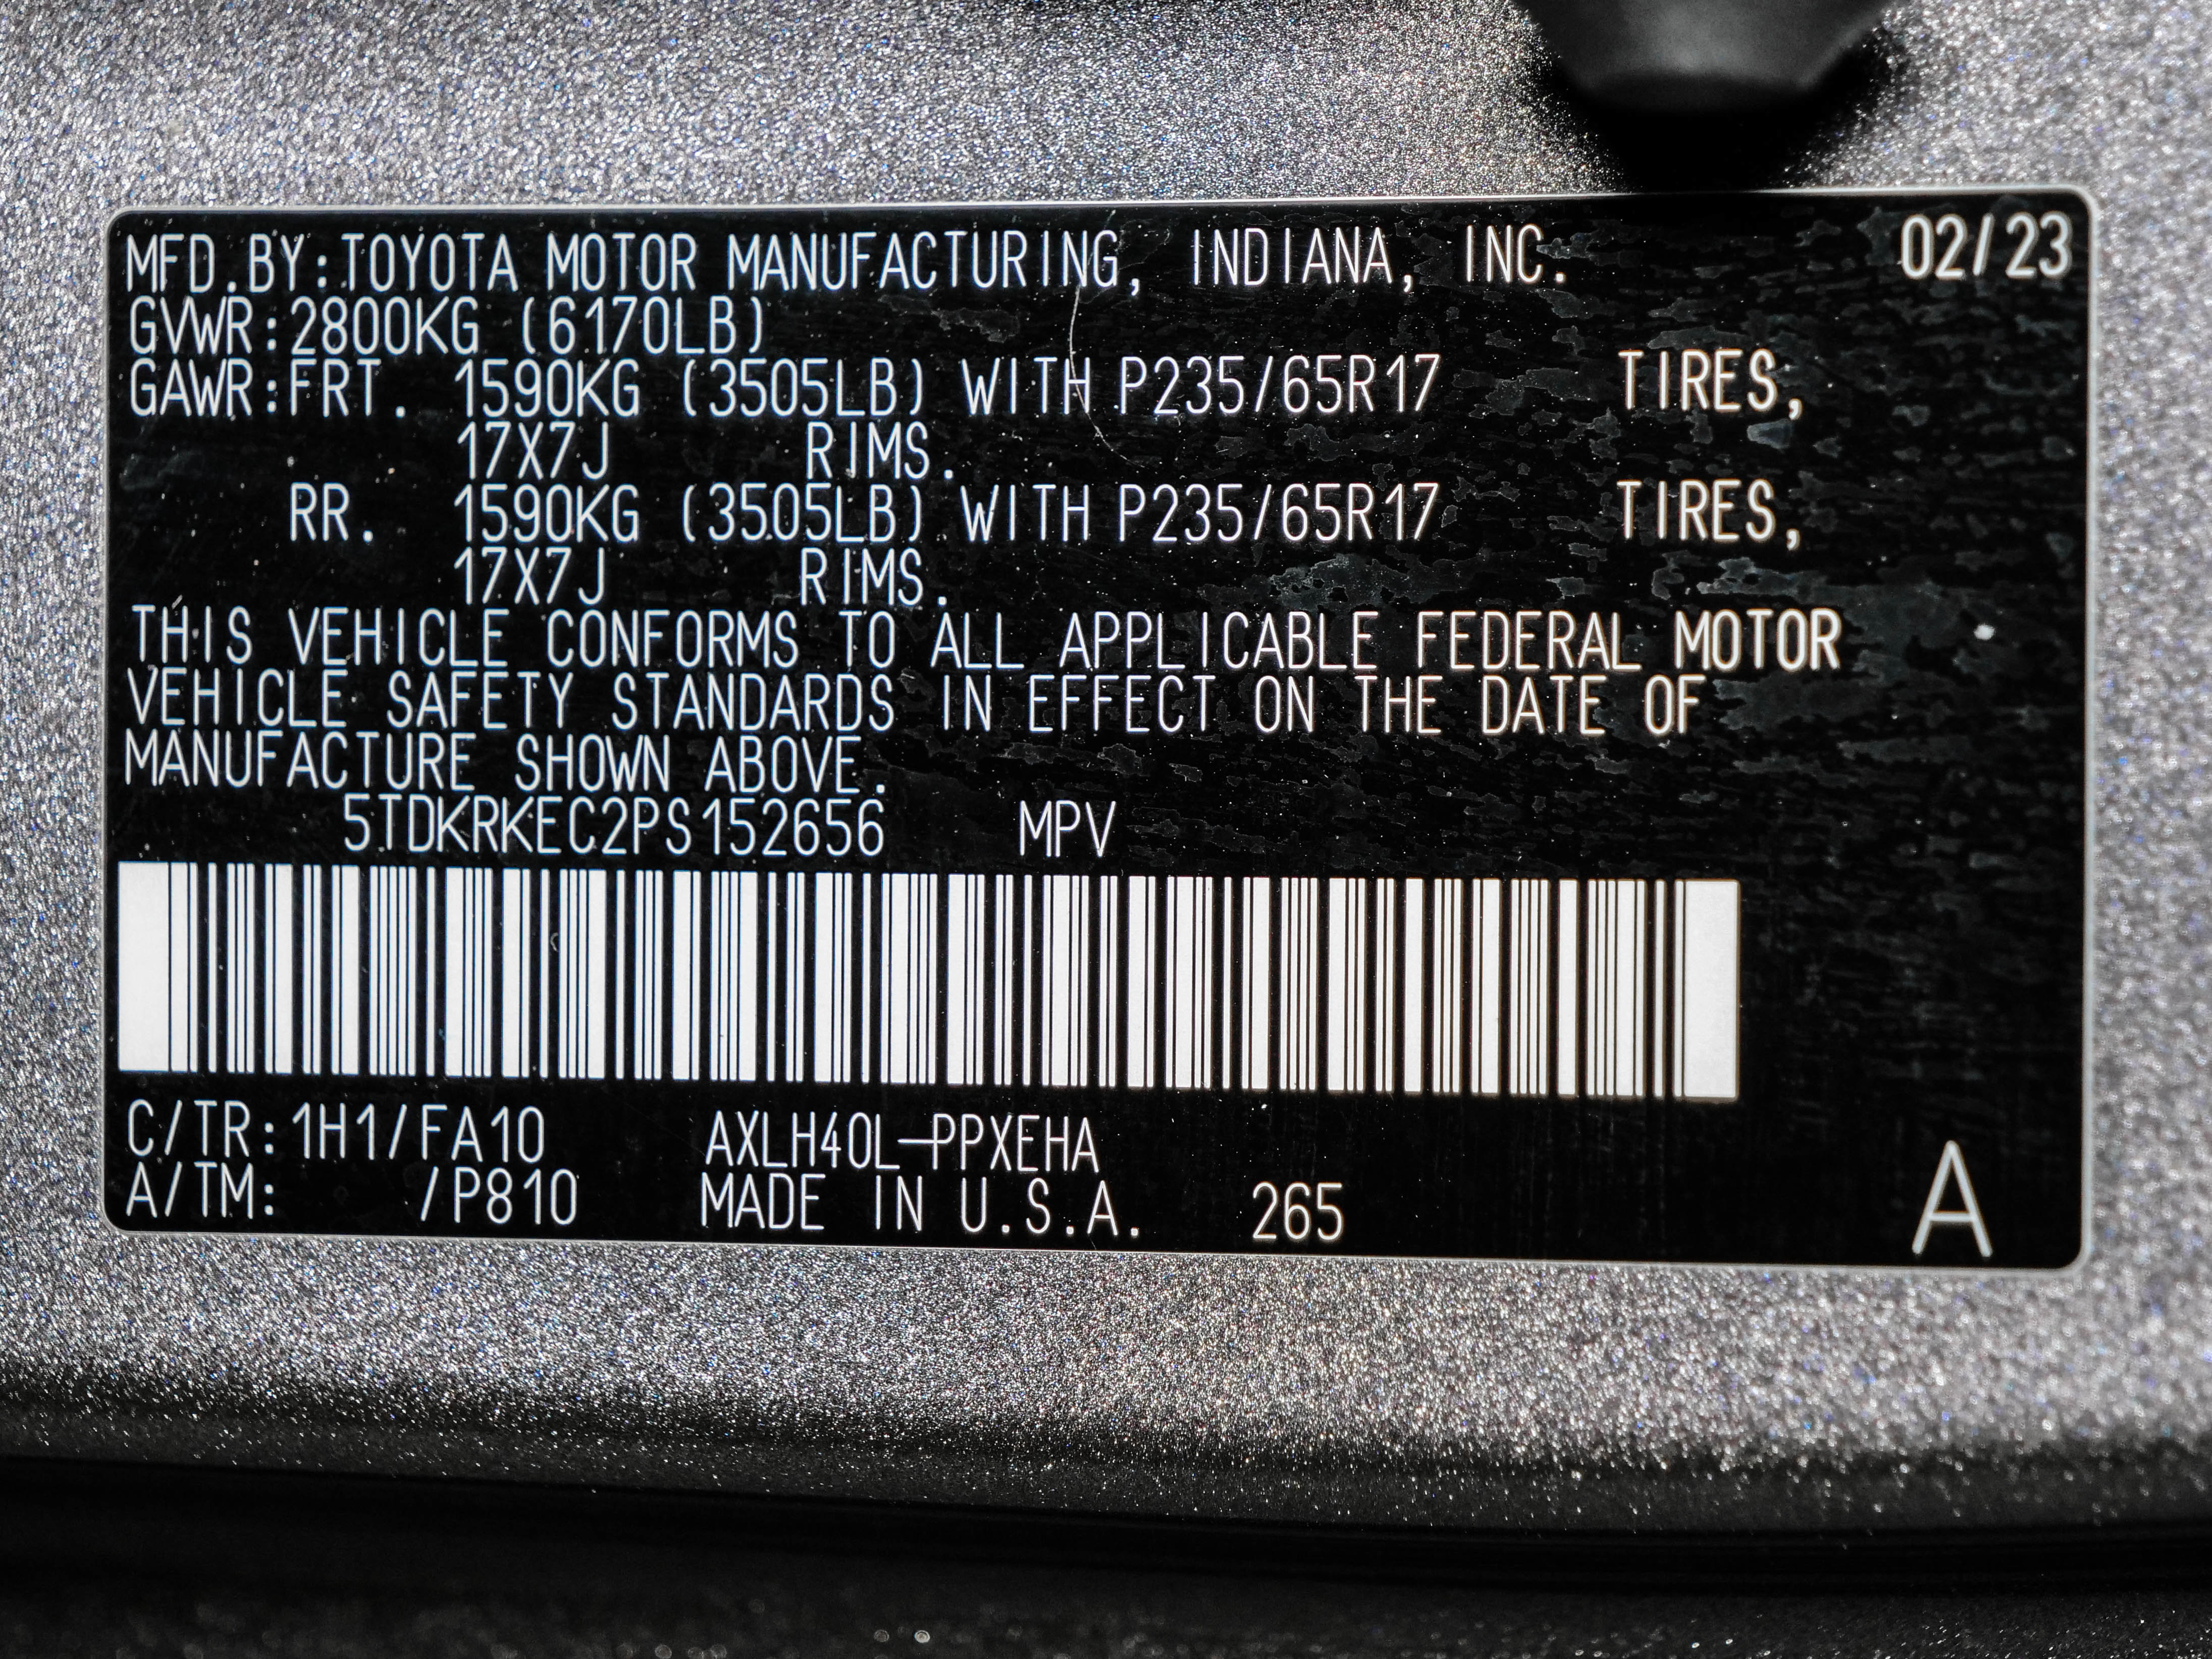 MFD.BY:TOYOTA MOTOR MANUFACTURING, INDIANA, INC. 02/23
GVWR:2800KG (6170LB)
GAWR:FRT. 1590KG (3505LB) WITH P235/65R17 TIRES,
17X7J RIMS.
RR. 1590KG (3505LB) WITH P235/65R17 TIRES,
17X7J RIMS.
THIS VEHICLE CONFORMS TO ALL APPLICABLE FEDERAL MOTOR
VEHICLE SAFETY STANDARDS IN EFFECT ON THE DATE OF
MANUFACTURE SHOWN ABOVE.
5TDKRKEC2PS152656 MPV
C/TR:1H1/FA10 AXLH40L-PPXEHA
A/TM: /P810 MADE IN U.S.A. 265 A